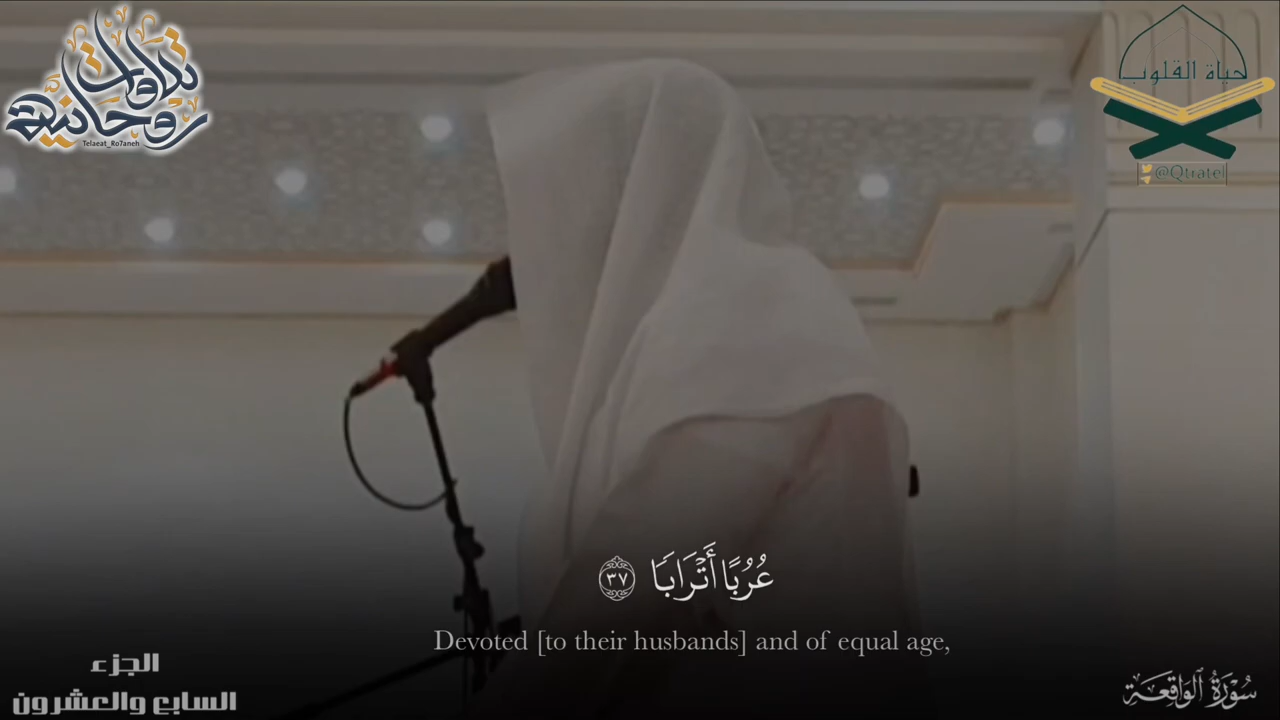 تلاوات
روحانية
Telaeat_Ro7aneh
حياة القلوب
@Qtratel
عُرُبًا أَتْرَابًا ٣٧
Devoted [to their husbands] and of equal age,
الجزء
السابع والعشرون
سُورَةُ الوَاقِعَة